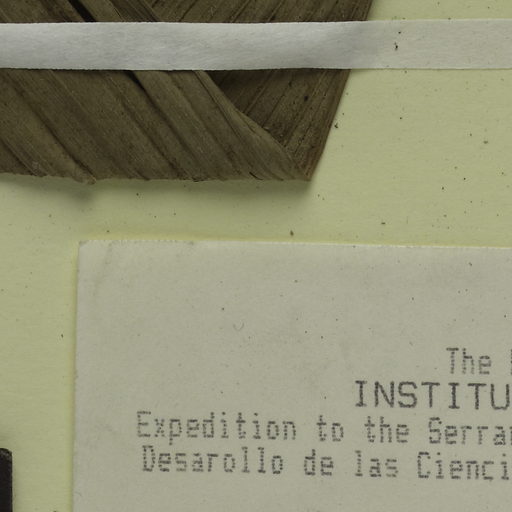 The
INSTITU
Expedition to the Serra
Desarollo de las Cienci